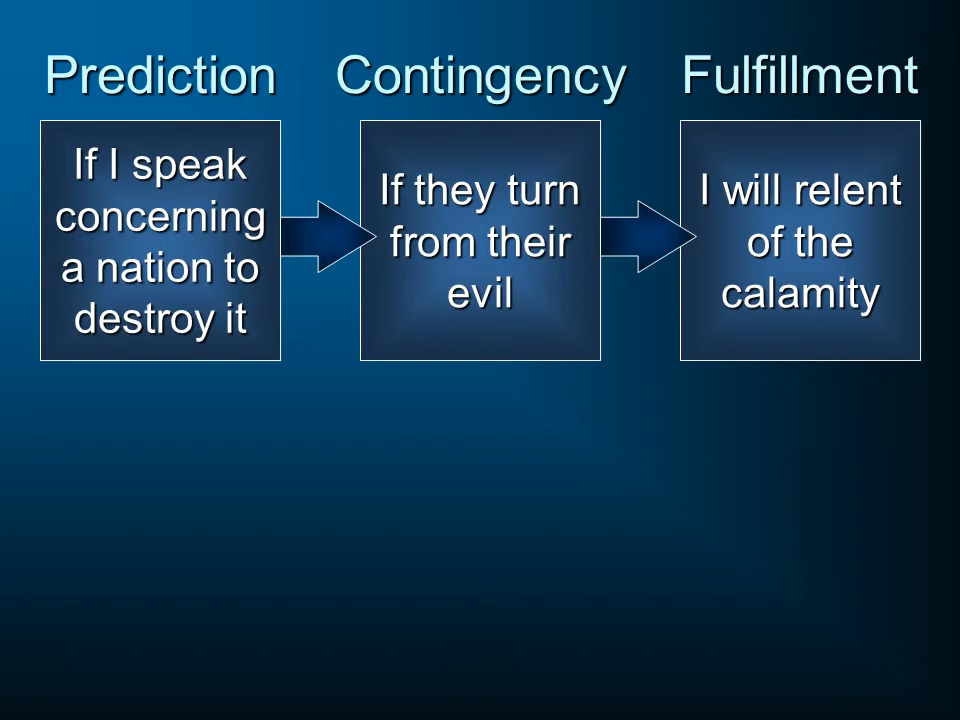 Prediction
Contingency
Fulfillment
If I speak
concerning
a nation to
destroy it
If they turn
from their
evil
I will relent
of the
calamity